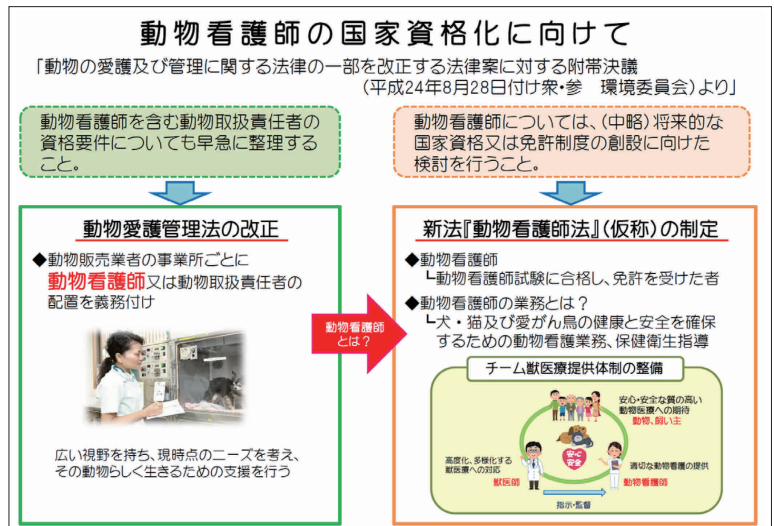 動物看護師の国家資格化に向けて
「動物の愛護及び管理に関する法律の一部を改正する法律案に対する附帯決議
(平成24年8月28日付け衆・参　環境委員会)より」
動物看護師を含む動物取扱責任者の
資格要件についても早急に整理する
こと。
動物看護師については、(中略)将来的な
国家資格又は免許制度の創設に向けた
検討を行うこと。
動物愛護管理法の改正
◆動物販売業者の事業所ごとに
動物看護師又は動物取扱責任者の
配置を義務付け
広い視野を持ち、現時点のニーズを考え、
その動物らしく生きるための支援を行う
動物看護師
とは?
新法『動物看護師法』(仮称)の制定
◆動物看護師
┗動物看護師試験に合格し、免許を受けた者
◆動物看護師の業務とは?
┗犬・猫及び愛がん鳥の健康と安全を確保
するための動物看護業務、保健衛生指導
チーム獣医療提供体制の整備
安心・安全な質の高い
動物医療への期待
動物、飼い主
安心
安全
高度化、多様化する
獣医療への対応
獣医師
適切な動物看護の提供
動物看護師
指示・監督